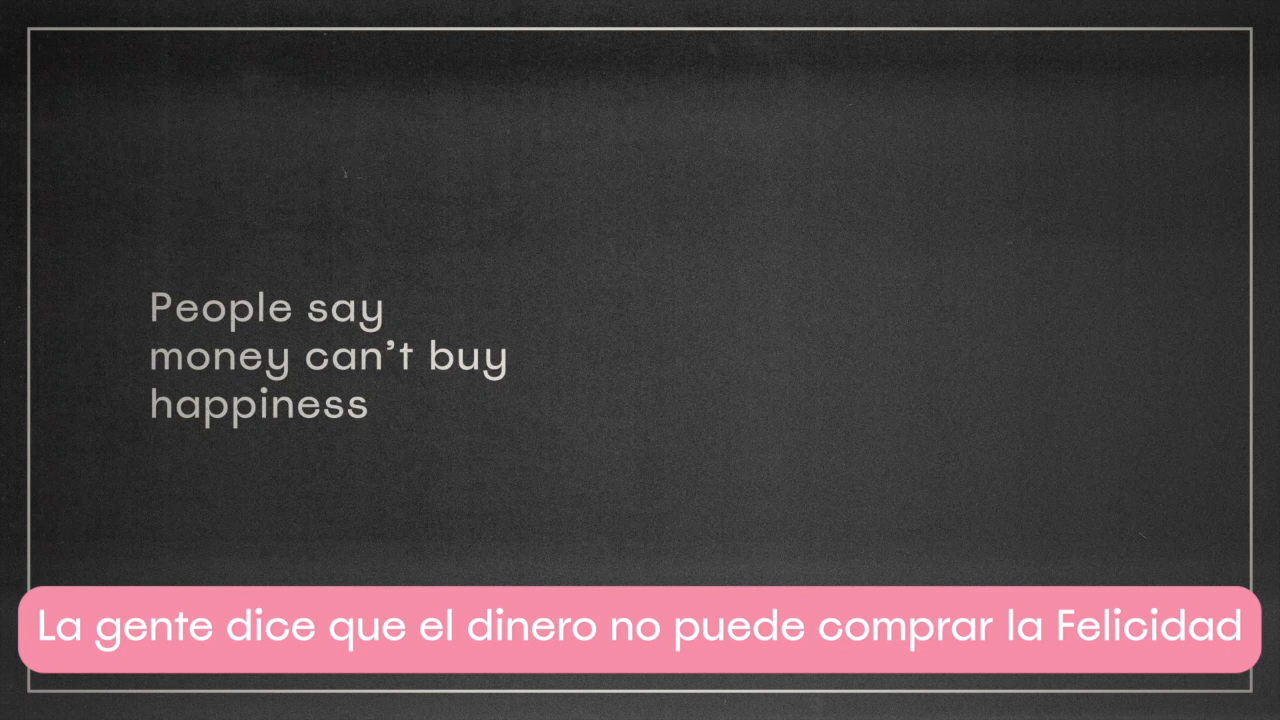 People say
money can’t buy
happiness
La gente dice que el dinero no puede comprar la Felicidad